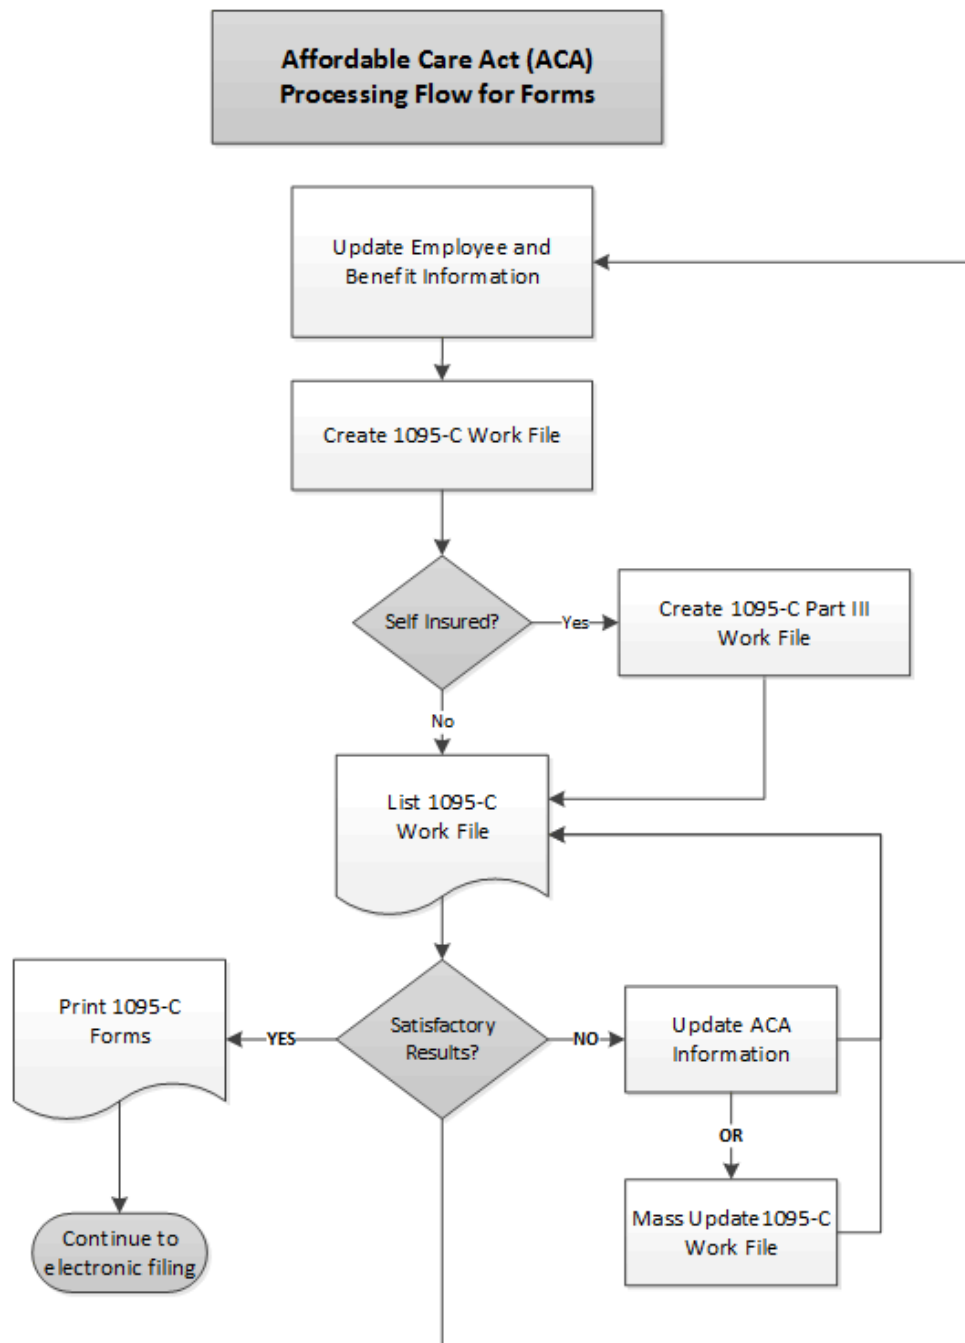 Affordable Care Act (ACA)
Processing Flow for Forms
Update Employee and
Benefit Information
Create 1095-C Work File
Self Insured?
Yes
Create 1095-C Part III
Work File
No
List 1095-C
Work File
Print 1095-C
Forms
YES
Satisfactory
Results?
NO
Update ACA
Information
OR
Mass Update1095-C
Work File
Continue to
electronic filing